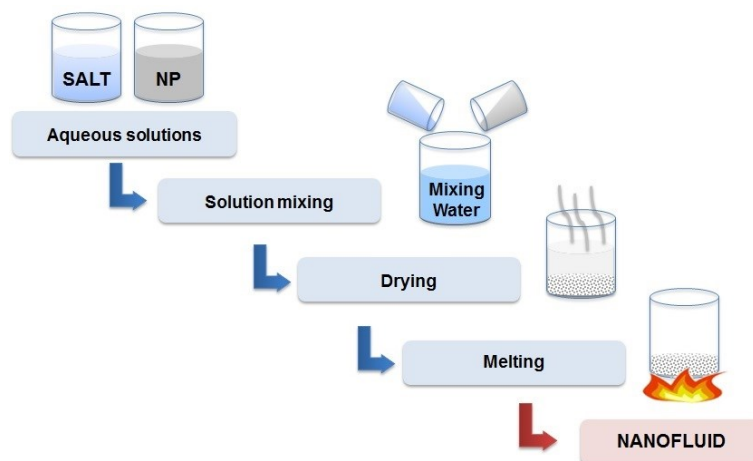 SALT
NP
Aqueous solutions
Solution mixing
Mixing
Water
Drying
Melting
NANOFLUID